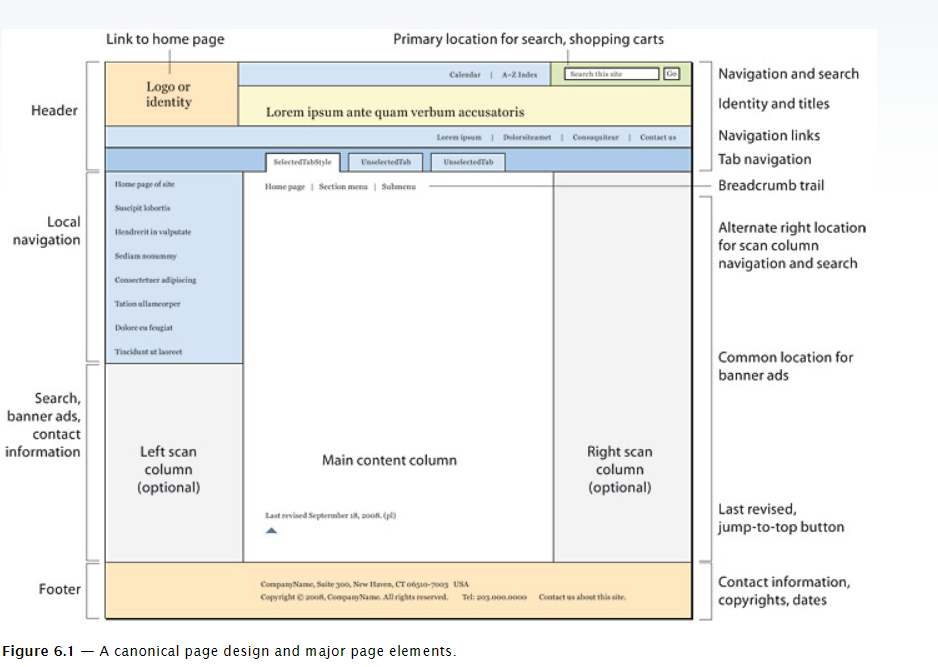 Link to home page
Primary location for search, shopping carts
Header
Logo or
identity
Calendar | A–Z Index
Search this site
Go
Lorem ipsum ante quam verbum accusatoris
Lorem ipsum | Dolorsiteamet | Consuquiteur | Contact us
SelectedTabStyle
UnselectedTab
UnselectedTab
Navigation and search
Identity and titles
Navigation links
Tab navigation
Breadcrumb trail
Home page | Section menu | Submenu
Local
navigation
Home page of site
Suscipit lobortis
Hendrerit in vulputate
Sediam nonummy
Consectetuer adipiscing
Tation ullamcorper
Dolore eu feugiat
Tincidunt ut laoreet
Alternate right location
for scan column
navigation and search
Common location for
banner ads
Search,
banner ads,
contact
information
Left scan
column
(optional)
Main content column
Right scan
column
(optional)
Last revised September 18, 2008. (pl)
Last revised,
jump-to-top button
Footer
CompanyName, Suite 300, New Haven, CT 06510-7003 USA
Copyright © 2008, CompanyName. All rights reserved. Tel: 203.000.0000 Contact us about this site.
Contact information,
copyrights, dates
Figure 6.1 — A canonical page design and major page elements.